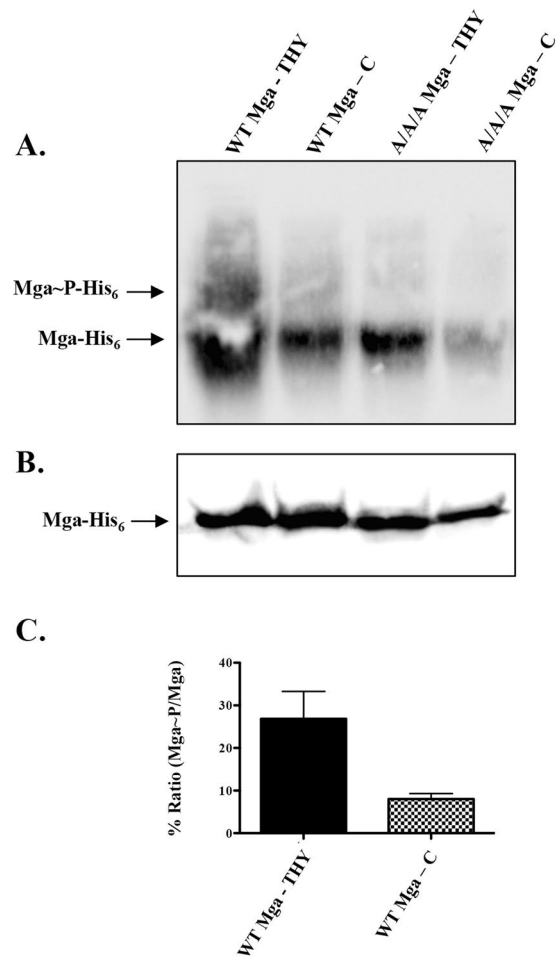 WT Mga - THY
WT Mga – C
A/A/A Mga – THY
A/A/A Mga – C
A.
Mga~P-His6
Mga-His6
B.
Mga-His6
C.
% Ratio (Mga~P/Mga)
40
30
20
10
0
WT Mga - THY
WT Mga – C